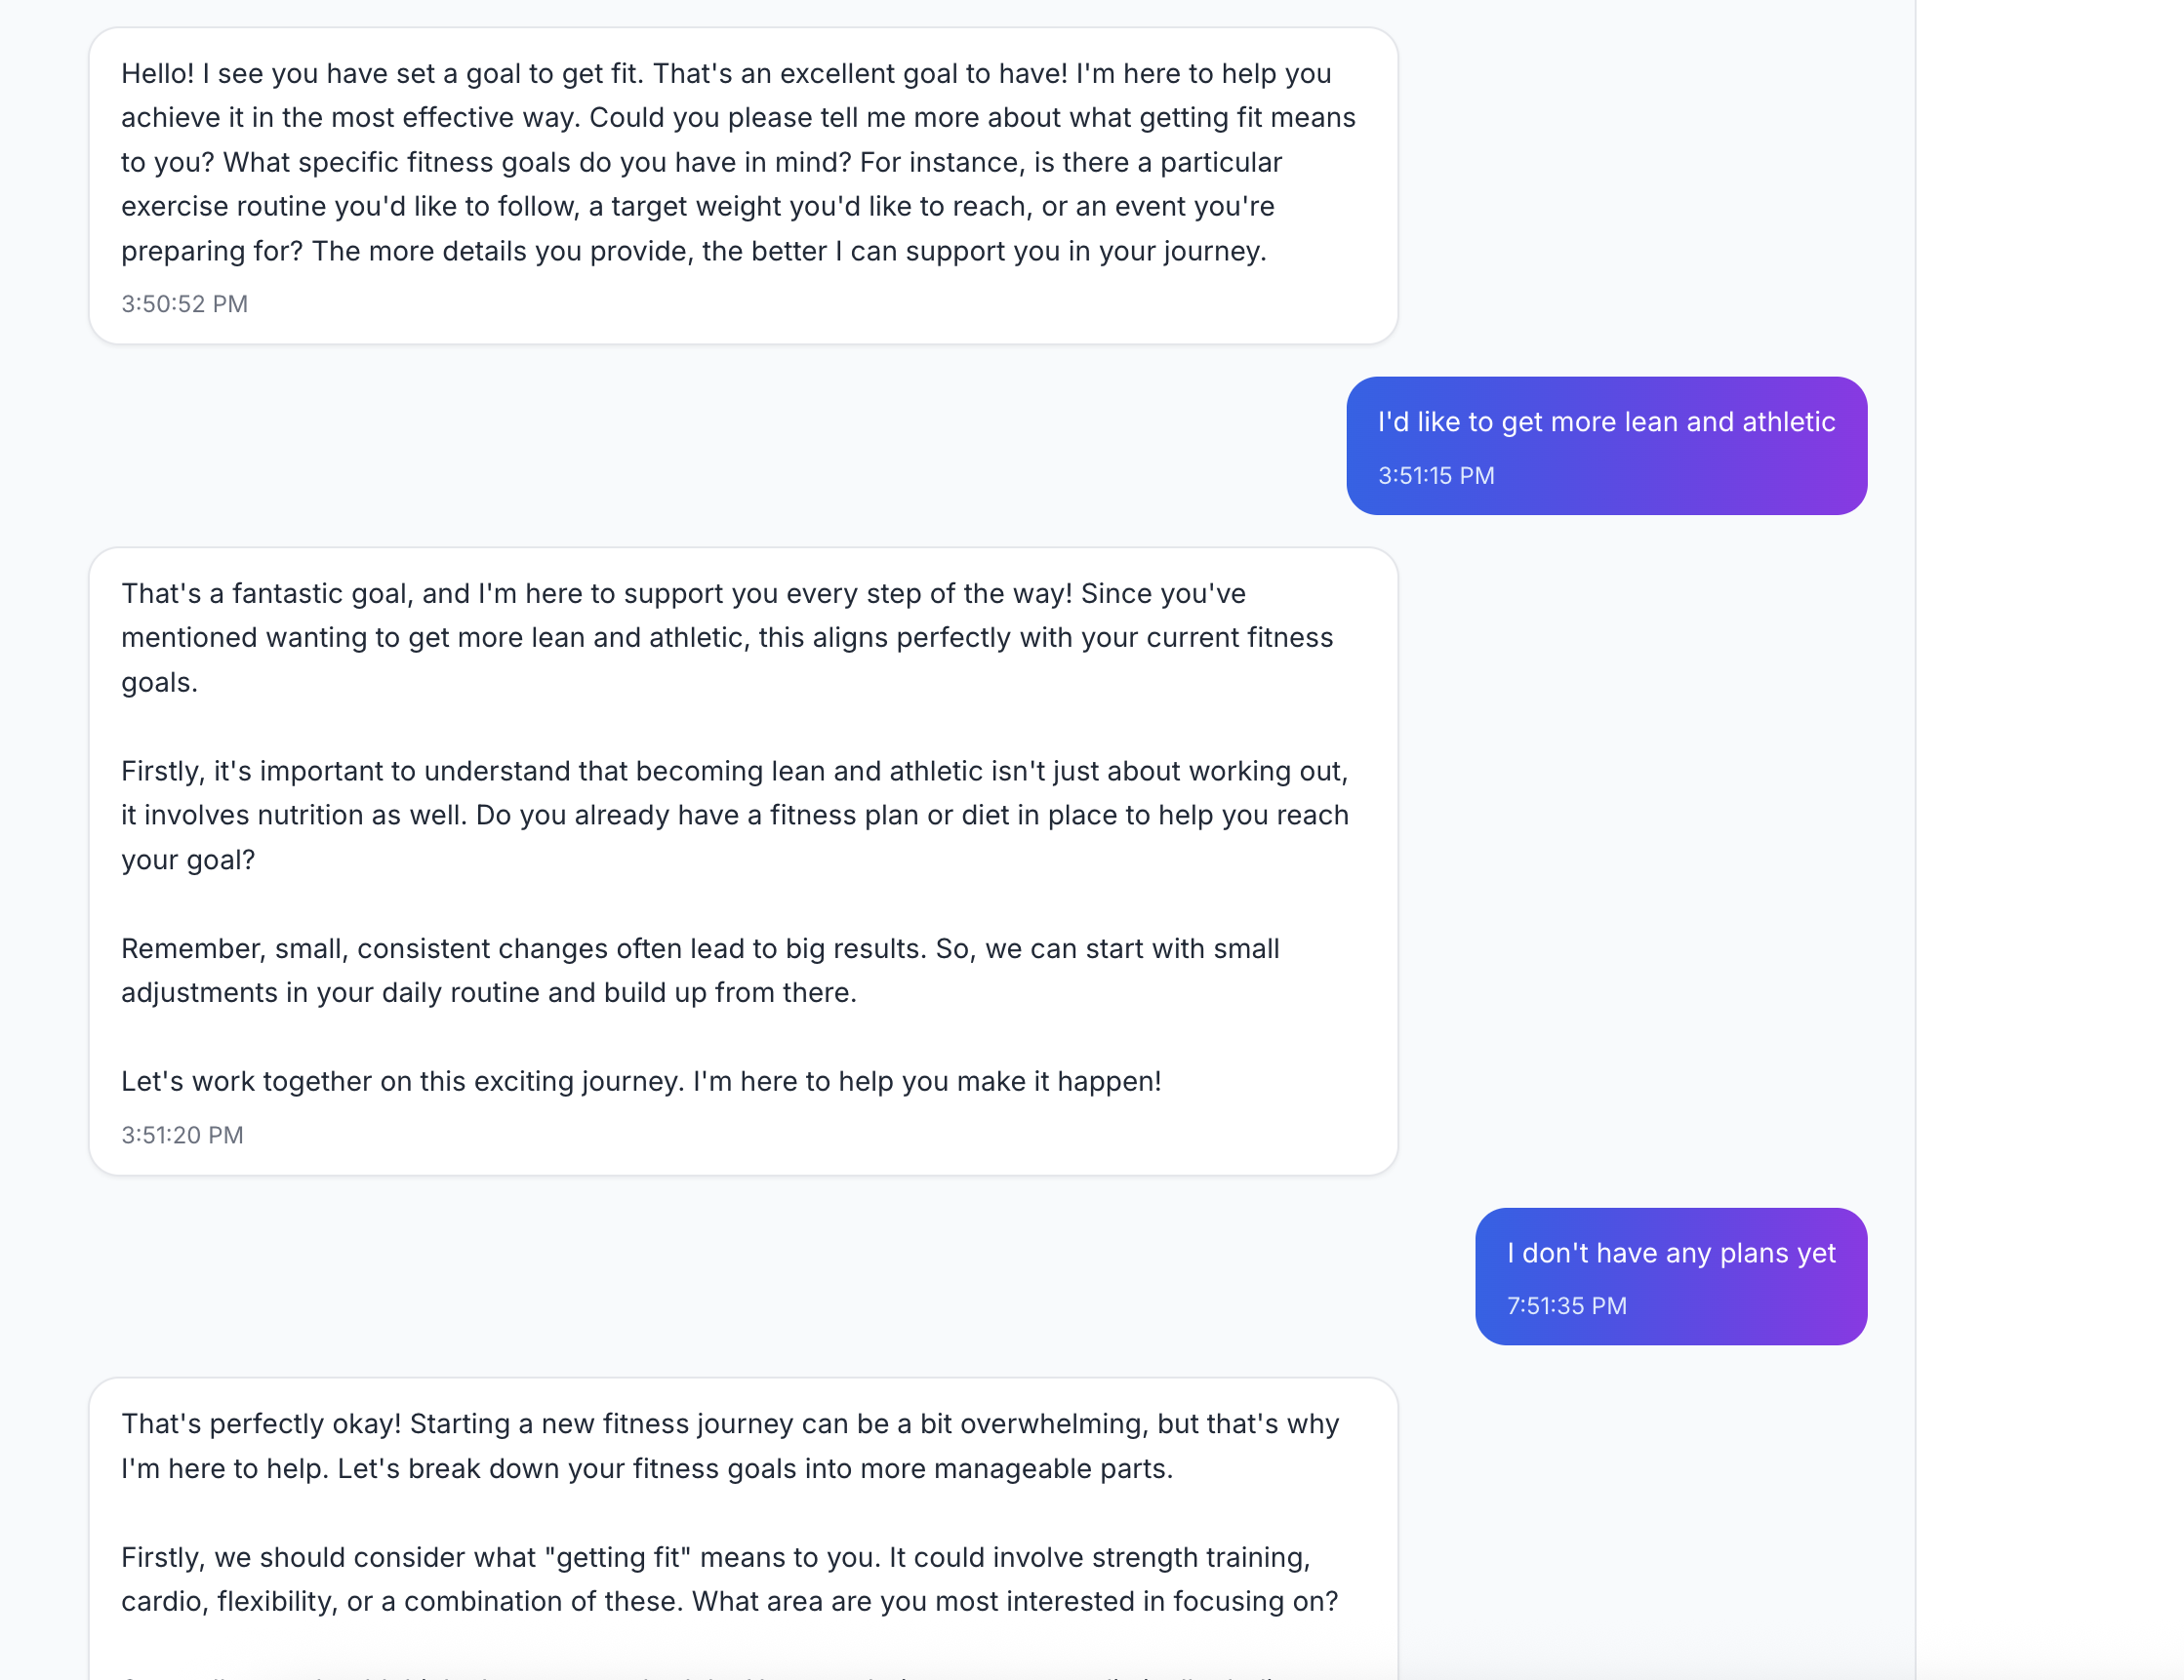 Hello! I see you have set a goal to get fit. That's an excellent goal to have! I'm here to help you
achieve it in the most effective way. Could you please tell me more about what getting fit means
to you? What specific fitness goals do you have in mind? For instance, is there a particular
exercise routine you'd like to follow, a target weight you'd like to reach, or an event you're
preparing for? The more details you provide, the better I can support you in your journey.
3:50:52 PM
I'd like to get more lean and athletic
3:51:15 PM
That's a fantastic goal, and I'm here to support you every step of the way! Since you've
mentioned wanting to get more lean and athletic, this aligns perfectly with your current fitness
goals.
Firstly, it's important to understand that becoming lean and athletic isn't just about working out,
it involves nutrition as well. Do you already have a fitness plan or diet in place to help you reach
your goal?
Remember, small, consistent changes often lead to big results. So, we can start with small
adjustments in your daily routine and build up from there.
Let's work together on this exciting journey. I'm here to help you make it happen!
3:51:20 PM
I don't have any plans yet
7:51:35 PM
That's perfectly okay! Starting a new fitness journey can be a bit overwhelming, but that's why
I'm here to help. Let's break down your fitness goals into more manageable parts.
Firstly, we should consider what "getting fit" means to you. It could involve strength training,
cardio, flexibility, or a combination of these. What area are you most interested in focusing on?